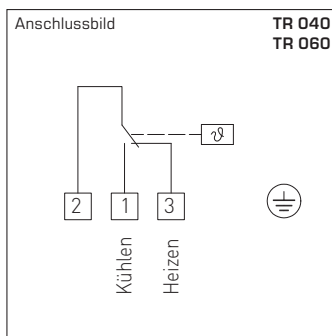 Anschlussbild
TR 040
TR 060
ϑ
2
1
3
Kühlen
Heizen